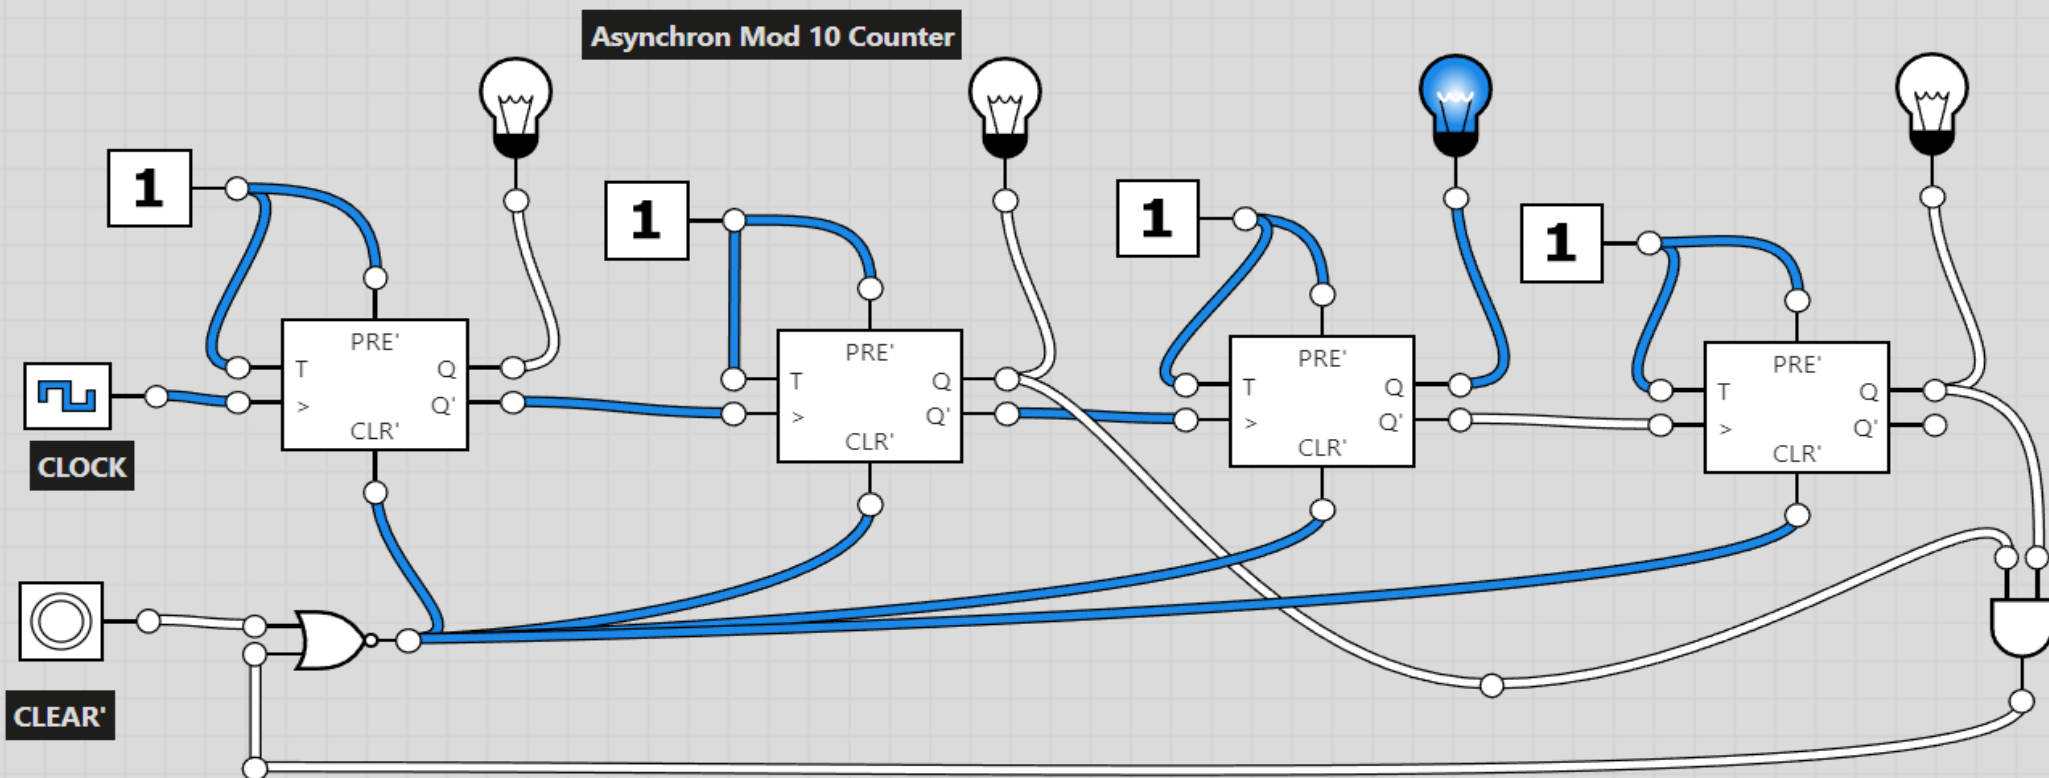 Asynchron Mod 10 Counter
1
1
1
1
PRE'
T
Q
>
Q'
CLR'
PRE'
T
Q
>
Q'
CLR'
PRE'
T
Q
>
Q'
CLR'
PRE'
T
Q
>
Q'
CLR'
CLOCK
CLEAR'